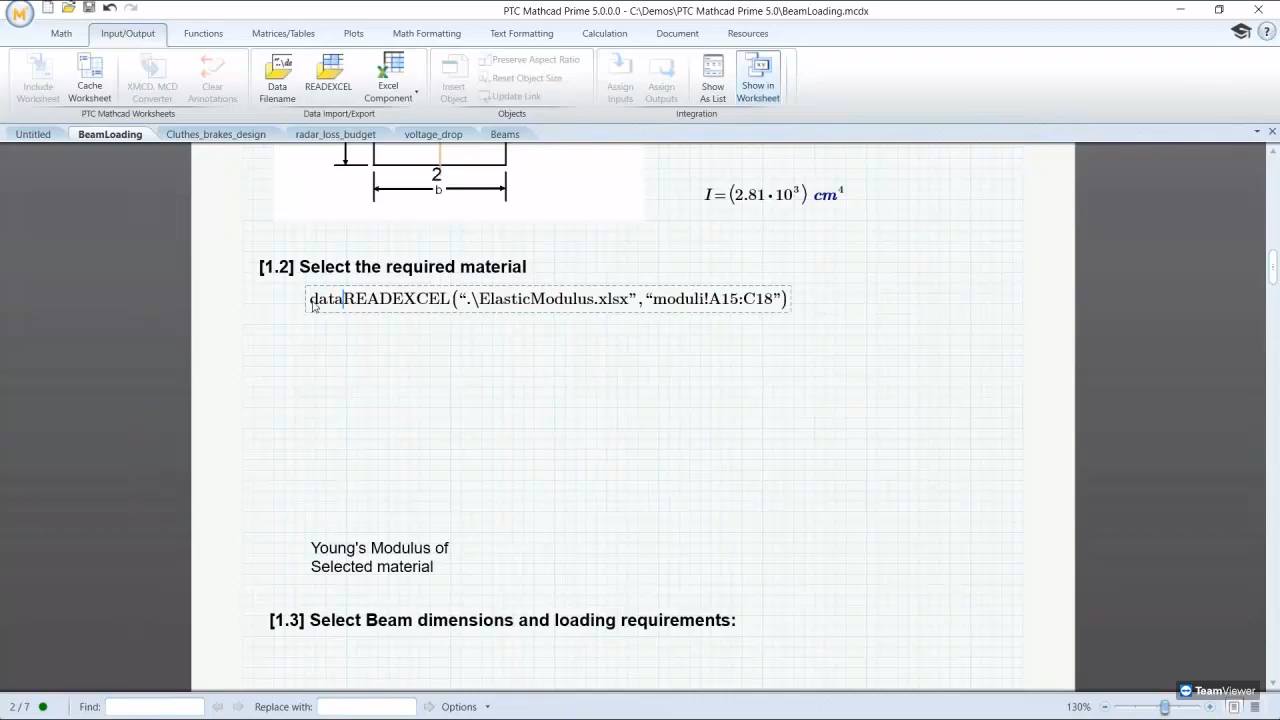 PTC Mathcad Prime 5.0.0.0 - C:\Demos\PTC Mathcad Prime 5.0\BeamLoading.mcdx
Math Input/Output Functions Matrices/Tables Plots Math Formatting Text Formatting Calculation Document Resources
Include Worksheet
Cache Worksheet
XMCD, MCD Converter
Clear Annotations
PTC Mathcad Worksheets
Data Filename
READEXCEL
Excel Component
Data Import/Export
Insert Object
Preserve Aspect Ratio
Reset Object Size
Update Link
Objects
Assign Inputs
Assign Outputs
Show As List
Show in Worksheet
Integration
Untitled BeamLoading Cluthes_brakes_design radar_loss_budget voltage_drop Beams
2
b
I=(2.81•10³) cm⁴
[1.2] Select the required material
dataREADEXCEL(“.\ElasticModulus.xlsx”, “moduli!A15:C18”)
Young's Modulus of
Selected material
[1.3] Select Beam dimensions and loading requirements:
TeamViewer
2 / 7 Find: Replace with: Options 130%